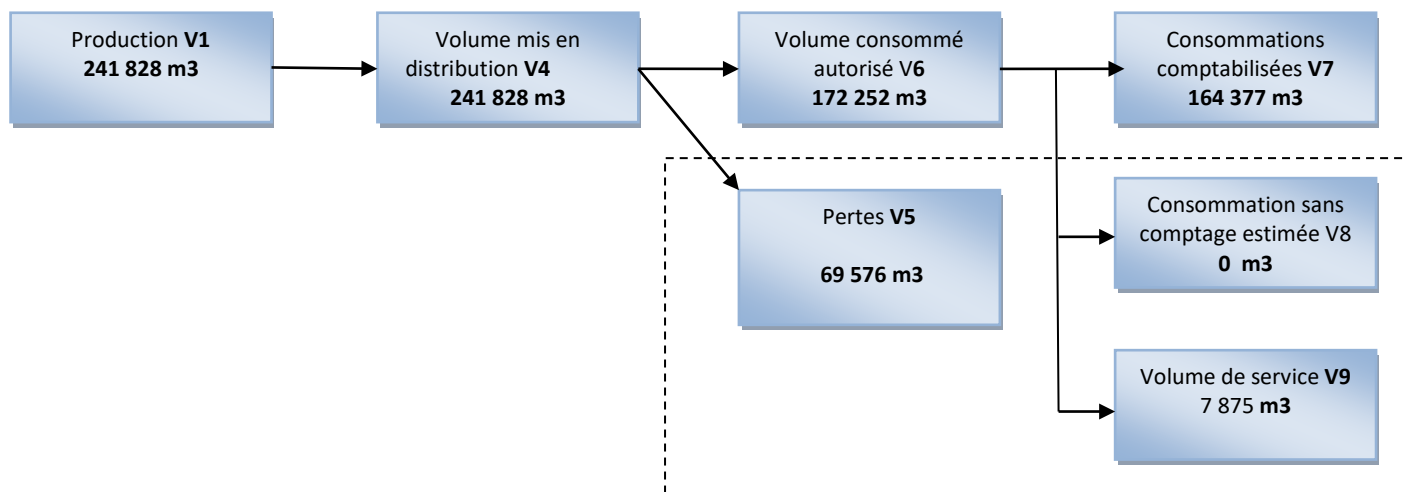 Production V1
241 828 m3
Volume mis en
distribution V4
241 828 m3
Volume consommé
autorisé V6
172 252 m3
Consommations
comptabilisées V7
164 377 m3
Pertes V5
69 576 m3
Consommation sans
comptage estimée V8
0 m3
Volume de service V9
7 875 m3